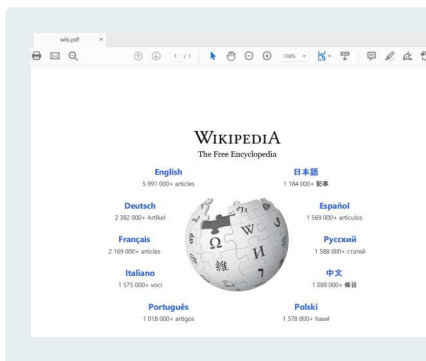 wiki.pdf ×
1 / 1 130%
WIKIPEDIA
The Free Encyclopedia
English
5 991 000+ articles
日本語
1 184 000+ 記事
Deutsch
2 382 000+ Artikel
Español
1 569 000+ artículos
Français
2 169 000+ articles
Русский
1 588 000+ статей
Italiano
1 575 000+ voci
中文
1 089 000+ 條目
Português
1 018 000+ artigos
Polski
1 378 000+ haseł
Ω W И 維 7